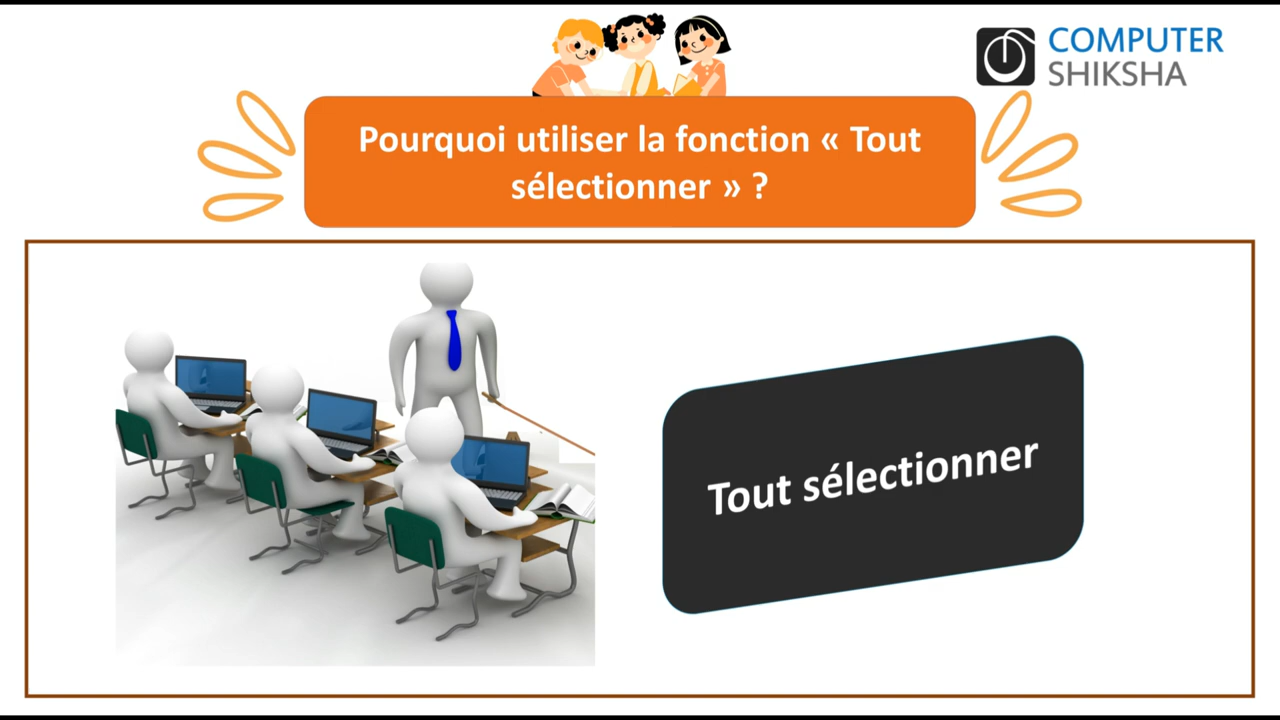 COMPUTER
SHIKSHA
Pourquoi utiliser la fonction « Tout
sélectionner » ?
Tout sélectionner